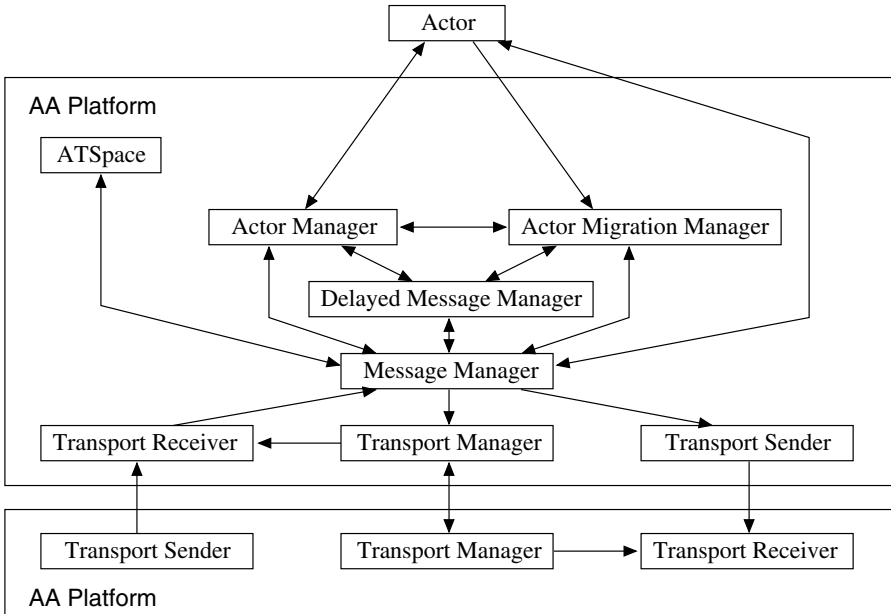 Actor
AA Platform
ATSpace
Actor Manager
Actor Migration Manager
Delayed Message Manager
Message Manager
Transport Receiver
Transport Manager
Transport Sender
Transport Sender
Transport Manager
Transport Receiver
AA Platform